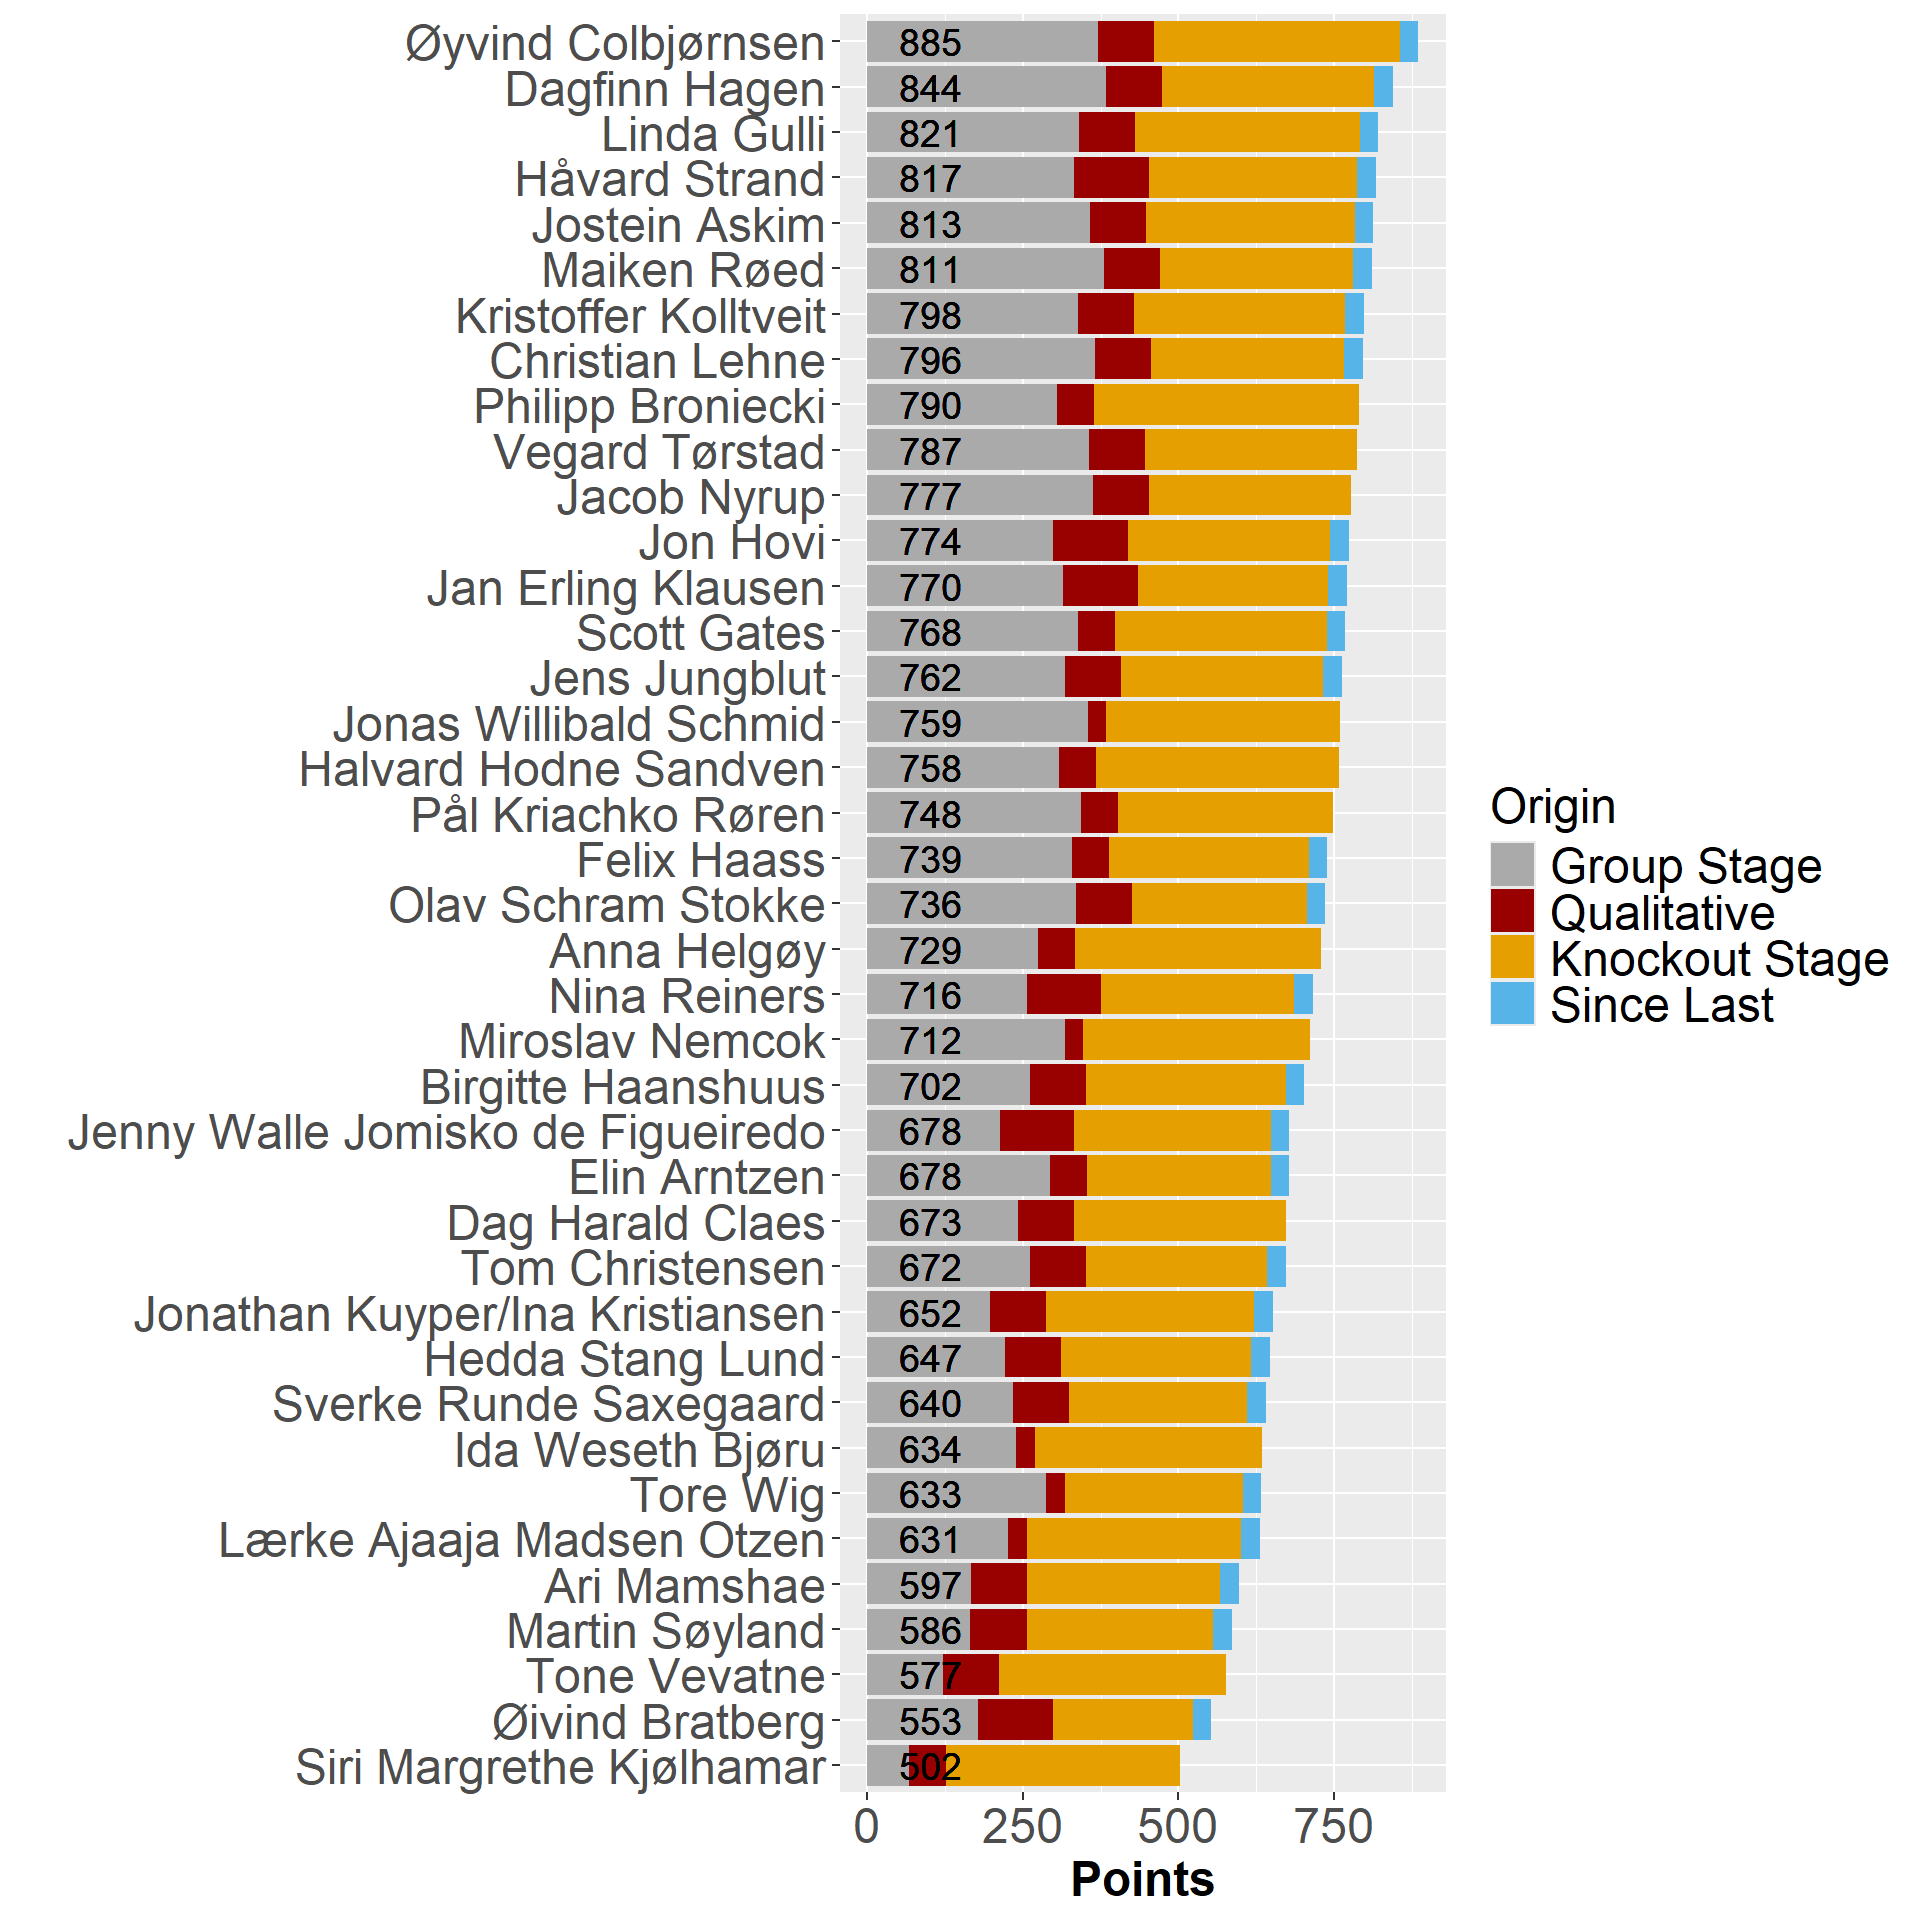 Øyvind Colbjørnsen 885
Dagfinn Hagen 844
Linda Gulli 821
Håvard Strand 817
Jostein Askim 813
Maiken Røed 811
Kristoffer Kolltveit 798
Christian Lehne 796
Philipp Broniecki 790
Vegard Tørstad 787
Jacob Nyrup 777
Jon Hovi 774
Jan Erling Klausen 770
Scott Gates 768
Jens Jungblut 762
Jonas Willibald Schmid 759
Halvard Hodne Sandven 758
Pål Kriachko Røren 748
Felix Haass 739
Olav Schram Stokke 736
Anna Helgøy 729
Nina Reiners 716
Miroslav Nemcok 712
Birgitte Haanshuus 702
Jenny Walle Jomisko de Figueiredo 678
Elin Arntzen 678
Dag Harald Claes 673
Tom Christensen 672
Jonathan Kuyper/Ina Kristiansen 652
Hedda Stang Lund 647
Sverke Runde Saxegaard 640
Ida Weseth Bjøru 634
Tore Wig 633
Lærke Ajaaja Madsen Otzen 631
Ari Mamshae 597
Martin Søyland 586
Tone Vevatne 577
Øivind Bratberg 553
Siri Margrethe Kjølhamar 502
0 250 500 750
Points
Origin
Group Stage
Qualitative
Knockout Stage
Since Last